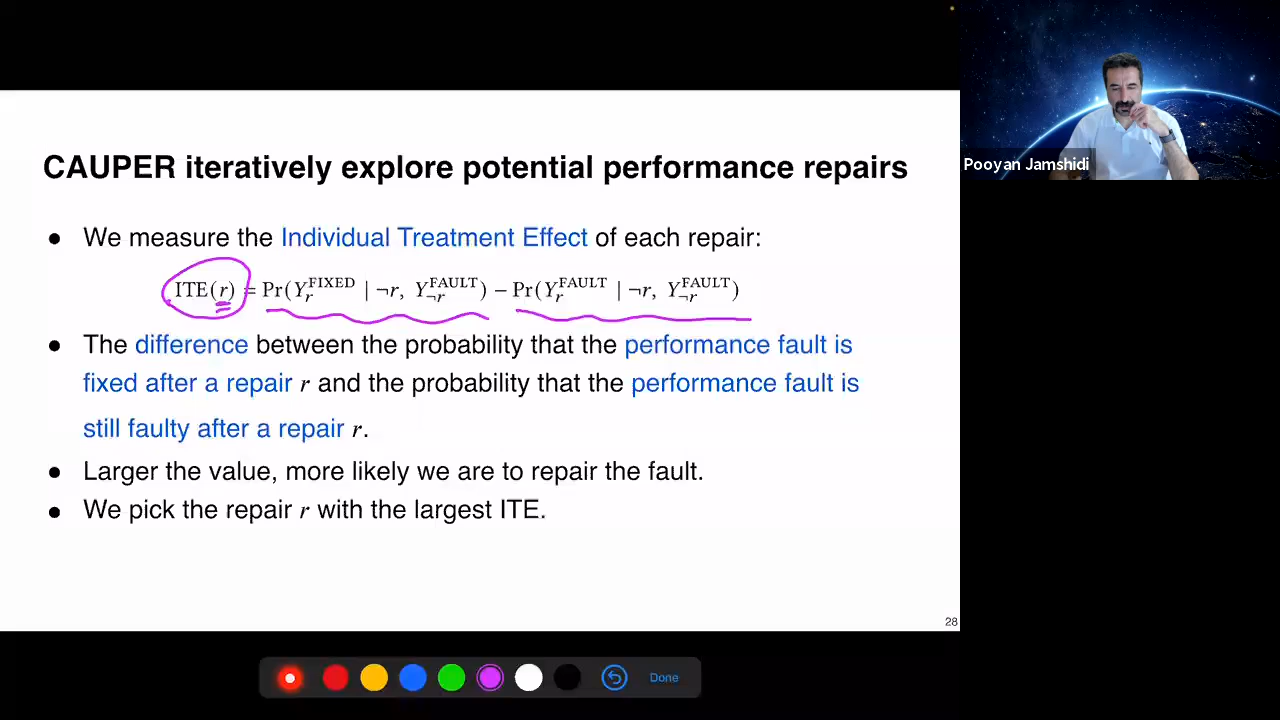 CAUPER iteratively explore potential performance repairs
● We measure the Individual Treatment Effect of each repair:
ITE(r) = Pr(Y_r^FIXED | ¬r, Y_¬r^FAULT) − Pr(Y_r^FAULT | ¬r, Y_¬r^FAULT)
● The difference between the probability that the performance fault is
fixed after a repair r and the probability that the performance fault is
still faulty after a repair r.
● Larger the value, more likely we are to repair the fault.
● We pick the repair r with the largest ITE.
28
Pooyan Jamshidi
Done